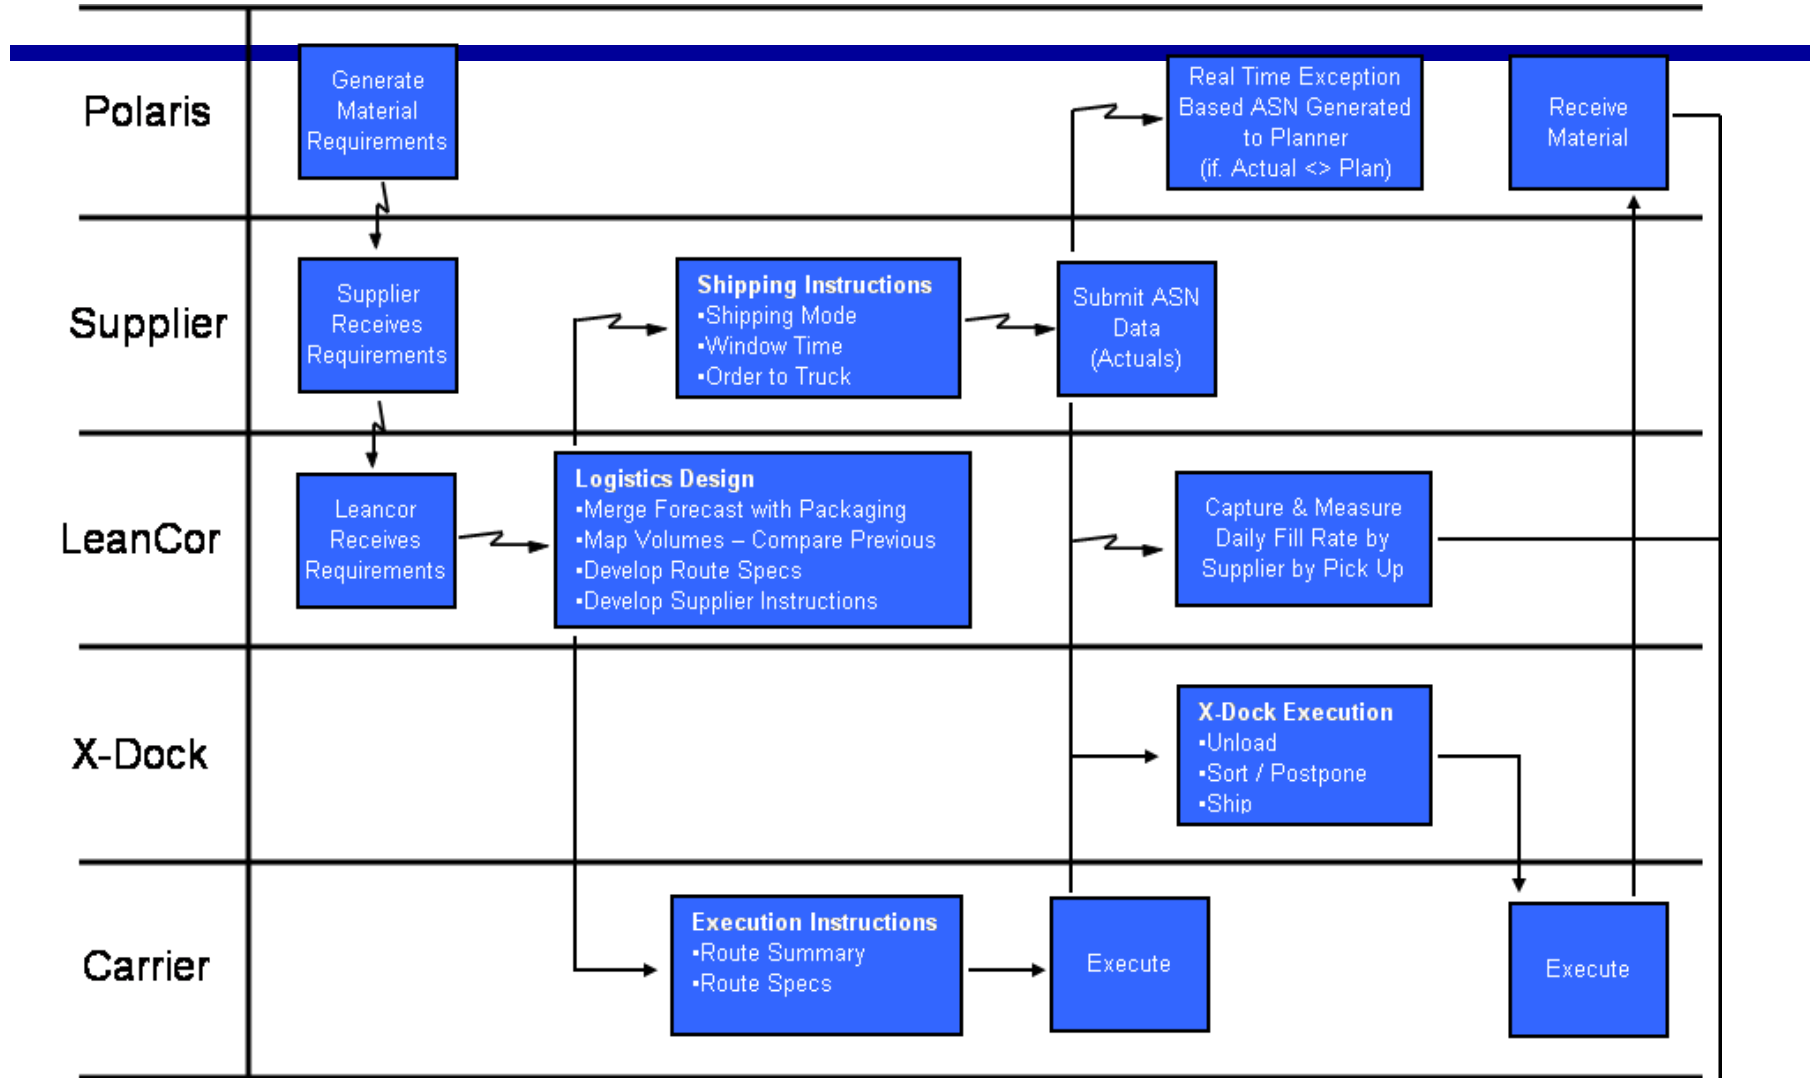 Polaris
Generate
Material
Requirements
Real Time Exception
Based ASN Generated
to Planner
(if. Actual <> Plan)
Receive
Material
Supplier
Supplier
Receives
Requirements
Shipping Instructions
▪Shipping Mode
▪Window Time
▪Order to Truck
Submit ASN
Data
(Actuals)
LeanCor
Leancor
Receives
Requirements
Logistics Design
▪Merge Forecast with Packaging
▪Map Volumes – Compare Previous
▪Develop Route Specs
▪Develop Supplier Instructions
Capture & Measure
Daily Fill Rate by
Supplier by Pick Up
X-Dock
X-Dock Execution
▪Unload
▪Sort / Postpone
▪Ship
Carrier
Execution Instructions
▪Route Summary
▪Route Specs
Execute
Execute